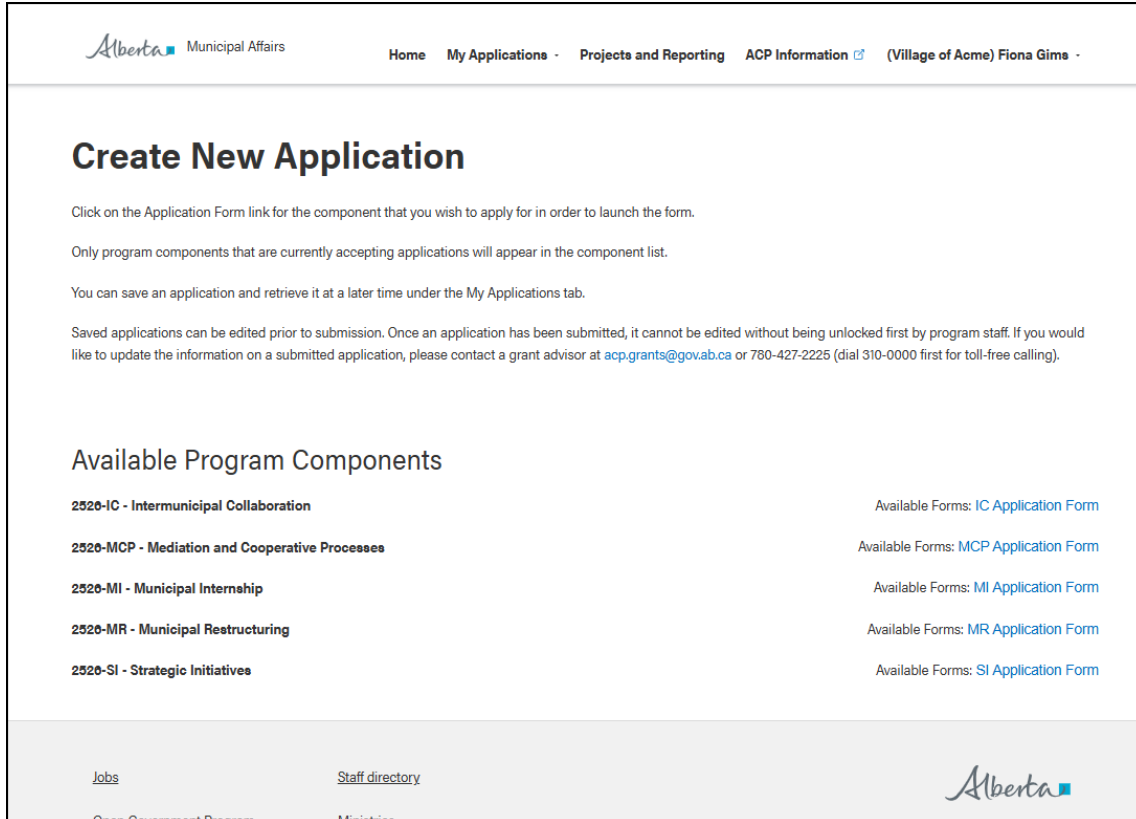 Alberta Municipal Affairs
Home My Applications - Projects and Reporting ACP Information (Village of Acme) Fiona Gims -
Create New Application
Click on the Application Form link for the component that you wish to apply for in order to launch the form.
Only program components that are currently accepting applications will appear in the component list.
You can save an application and retrieve it at a later time under the My Applications tab.
Saved applications can be edited prior to submission. Once an application has been submitted, it cannot be edited without being unlocked first by program staff. If you would
like to update the information on a submitted application, please contact a grant advisor at acp.grants@gov.ab.ca or 780-427-2225 (dial 310-0000 first for toll-free calling).
Available Program Components
2526-IC - Intermunicipal Collaboration Available Forms: IC Application Form
2526-MCP - Mediation and Cooperative Processes Available Forms: MCP Application Form
2526-MI - Municipal Internship Available Forms: MI Application Form
2526-MR - Municipal Restructuring Available Forms: MR Application Form
2526-SI - Strategic Initiatives Available Forms: SI Application Form
Jobs Staff directory Alberta
Open Government Program Ministries